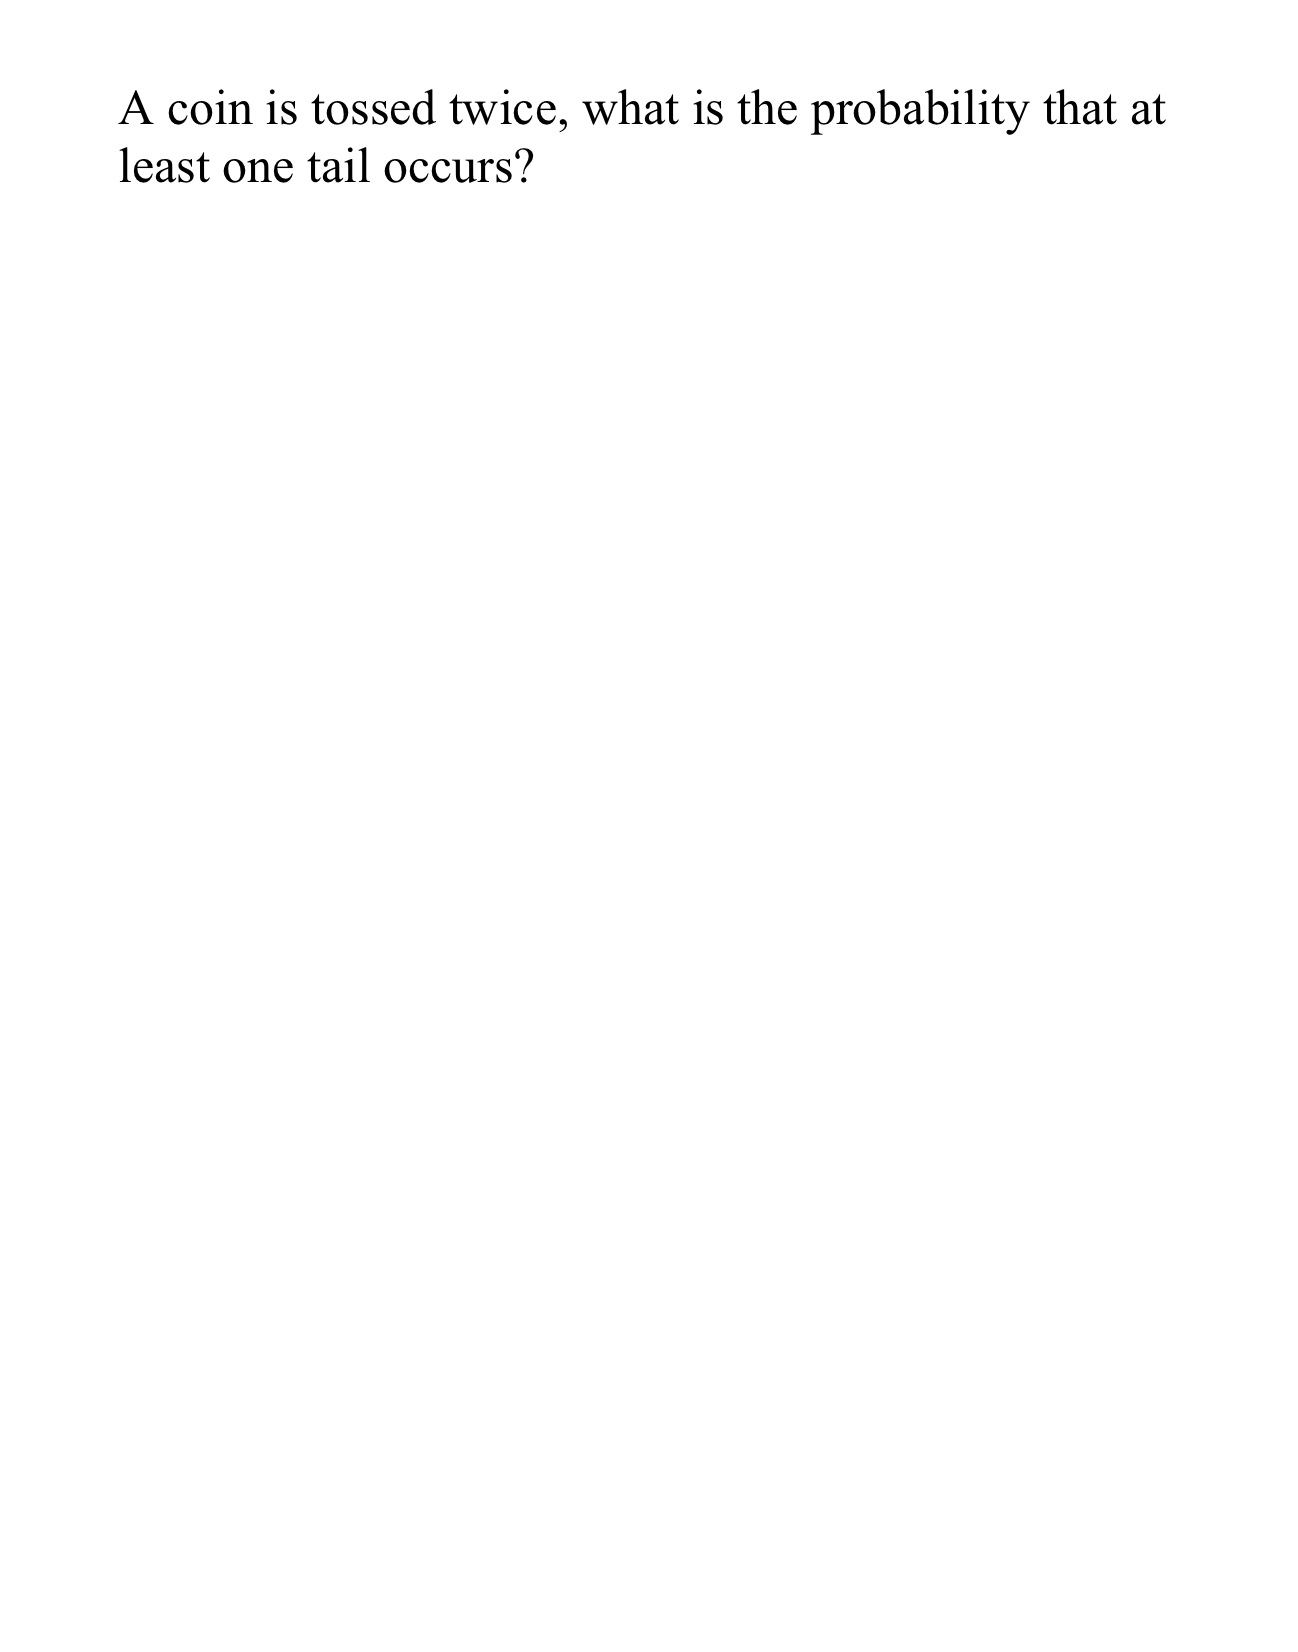 A coin is tossed twice, what is the probability that at
least one tail occurs?